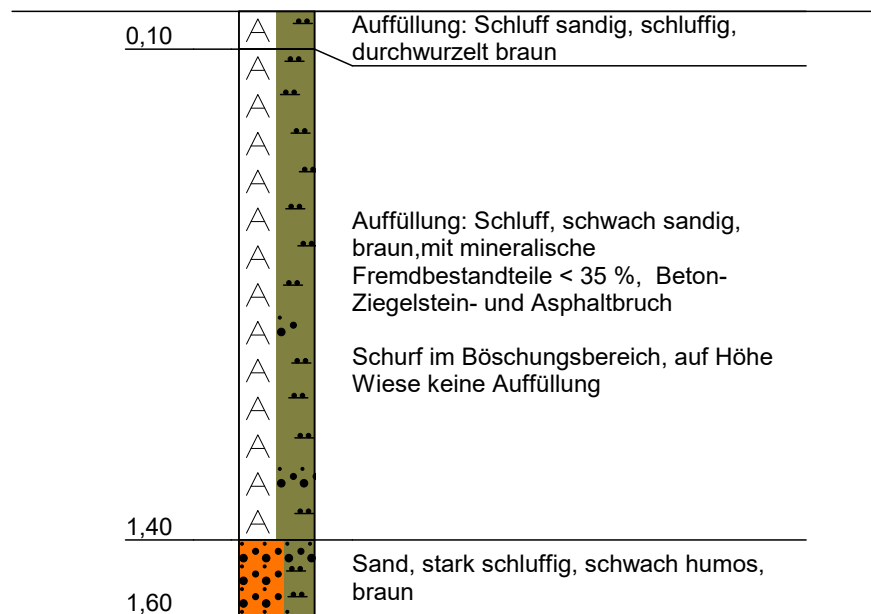 Auffüllung: Schluff sandig, schluffig,
durchwurzelt braun
0,10
Auffüllung: Schluff, schwach sandig,
braun,mit mineralische
Fremdbestandteile < 35 %, Beton-
Ziegelstein- und Asphaltbruch
Schurf im Böschungsbereich, auf Höhe
Wiese keine Auffüllung
A
A
A
A
A
A
A
A
A
A
A
A
A
A
1,40
Sand, stark schluffig, schwach humos,
braun
1,60